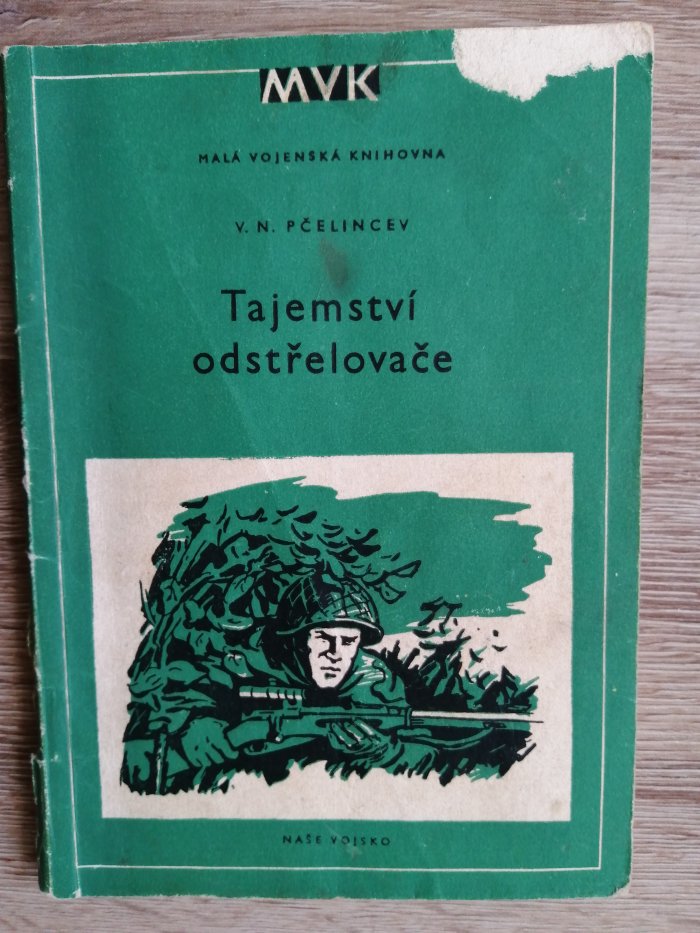 MVK
MALÁ VOJENSKÁ KNIHOVNA
V. N. PČELINCEV
Tajemství
odstřelovače
NAŠE VOJSKO